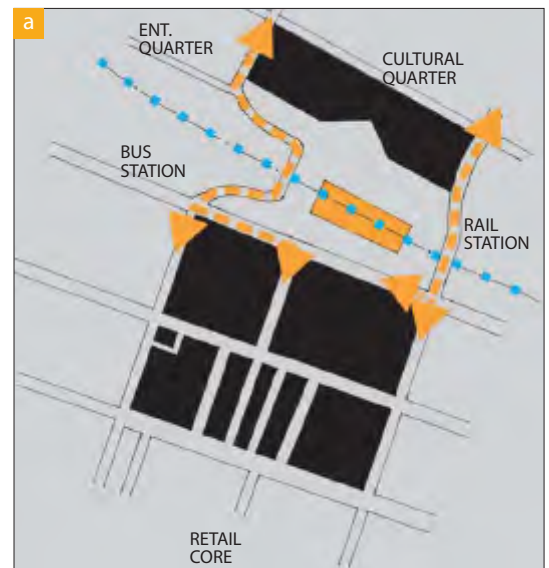 a
ENT.
QUARTER
CULTURAL
QUARTER
BUS
STATION
RAIL
STATION
RETAIL
CORE